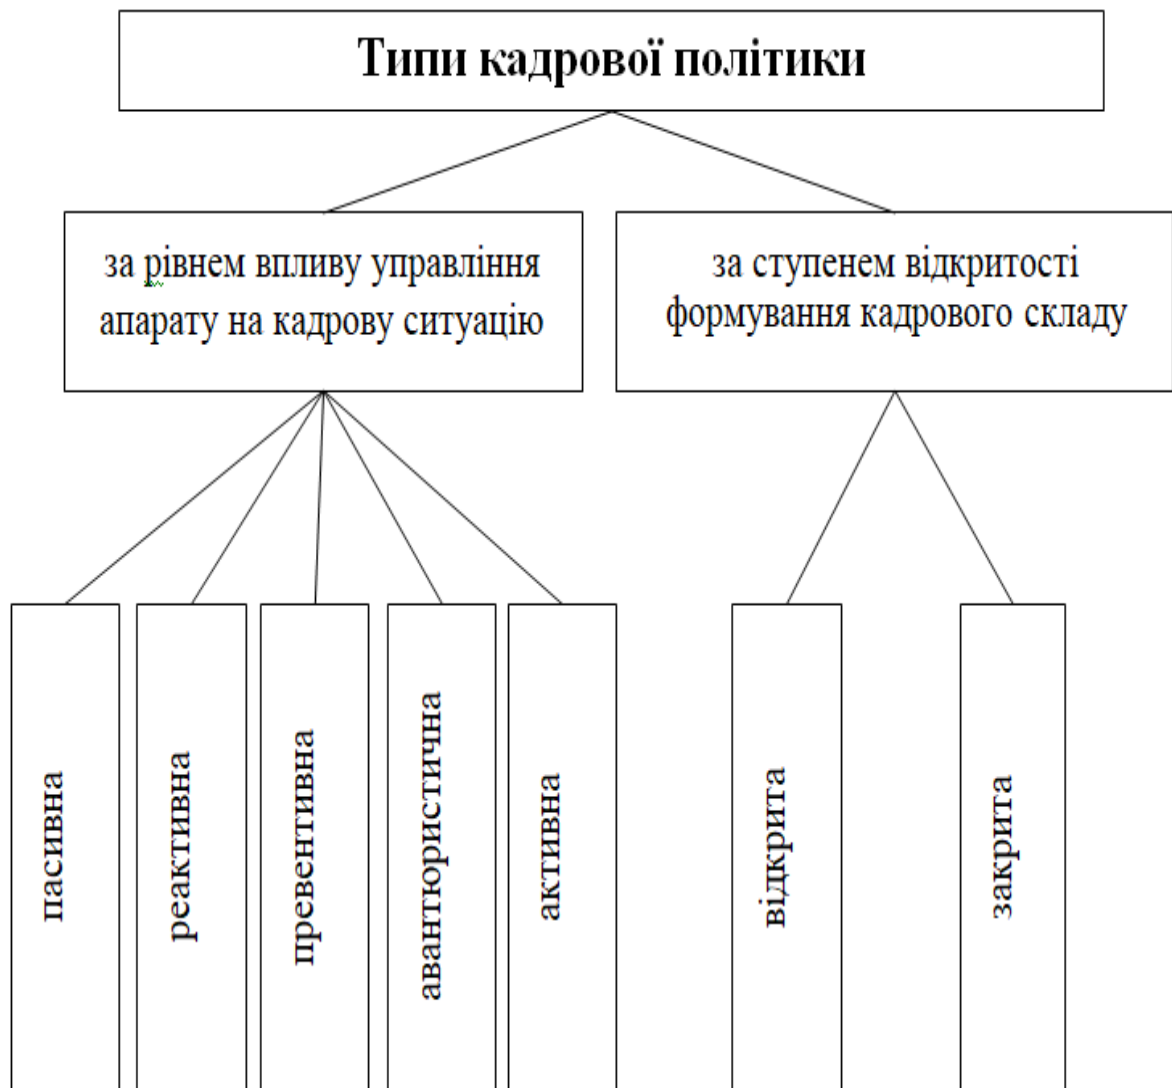 Типи кадрової політики
за рівнем впливу управління
апарату на кадрову ситуацію
за ступенем відкритості
формування кадрового складу
пасивна
реактивна
превентивна
авантюристична
активна
відкрита
закрита